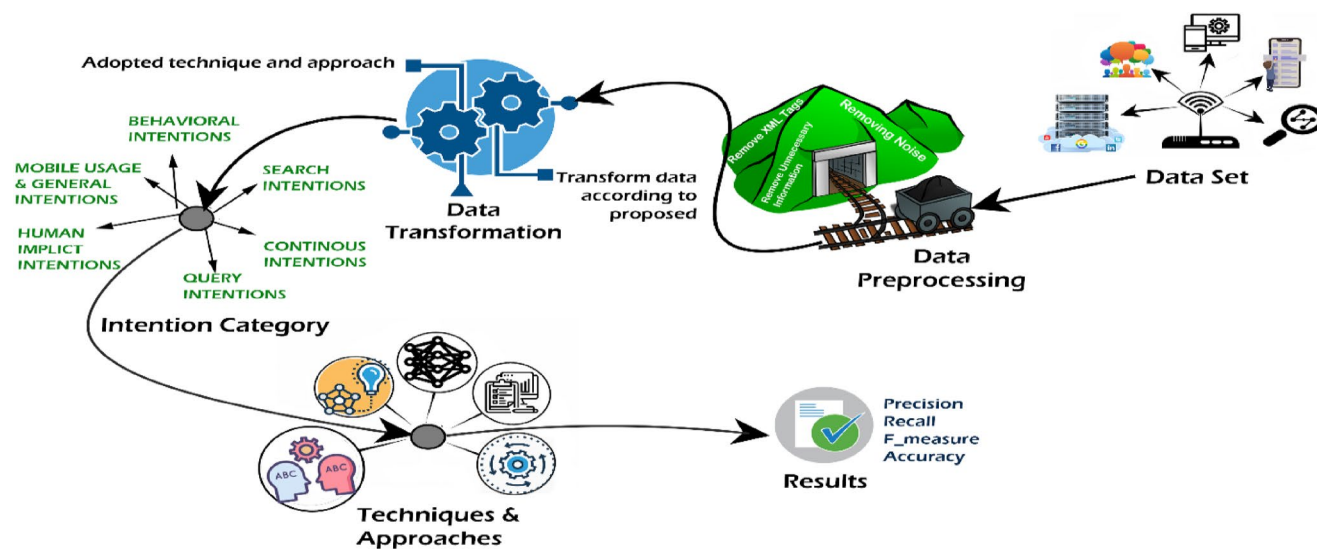 Adopted technique and approach
BEHAVIORAL
INTENTIONS
MOBILE USAGE
& GENERAL
INTENTIONS
SEARCH
INTENTIONS
HUMAN
IMPLICT
INTENTIONS
CONTINOUS
INTENTIONS
QUERY
INTENTIONS
Intention Category
Transform data
according to
proposed
Data
Transformation
Remove XML Tags
Remove Unnecessary
Information
Removing Noise
Data
Preprocessing
Data Set
ABC
ABC
Techniques &
Approaches
Precision
Recall
F_measure
Accuracy
Results